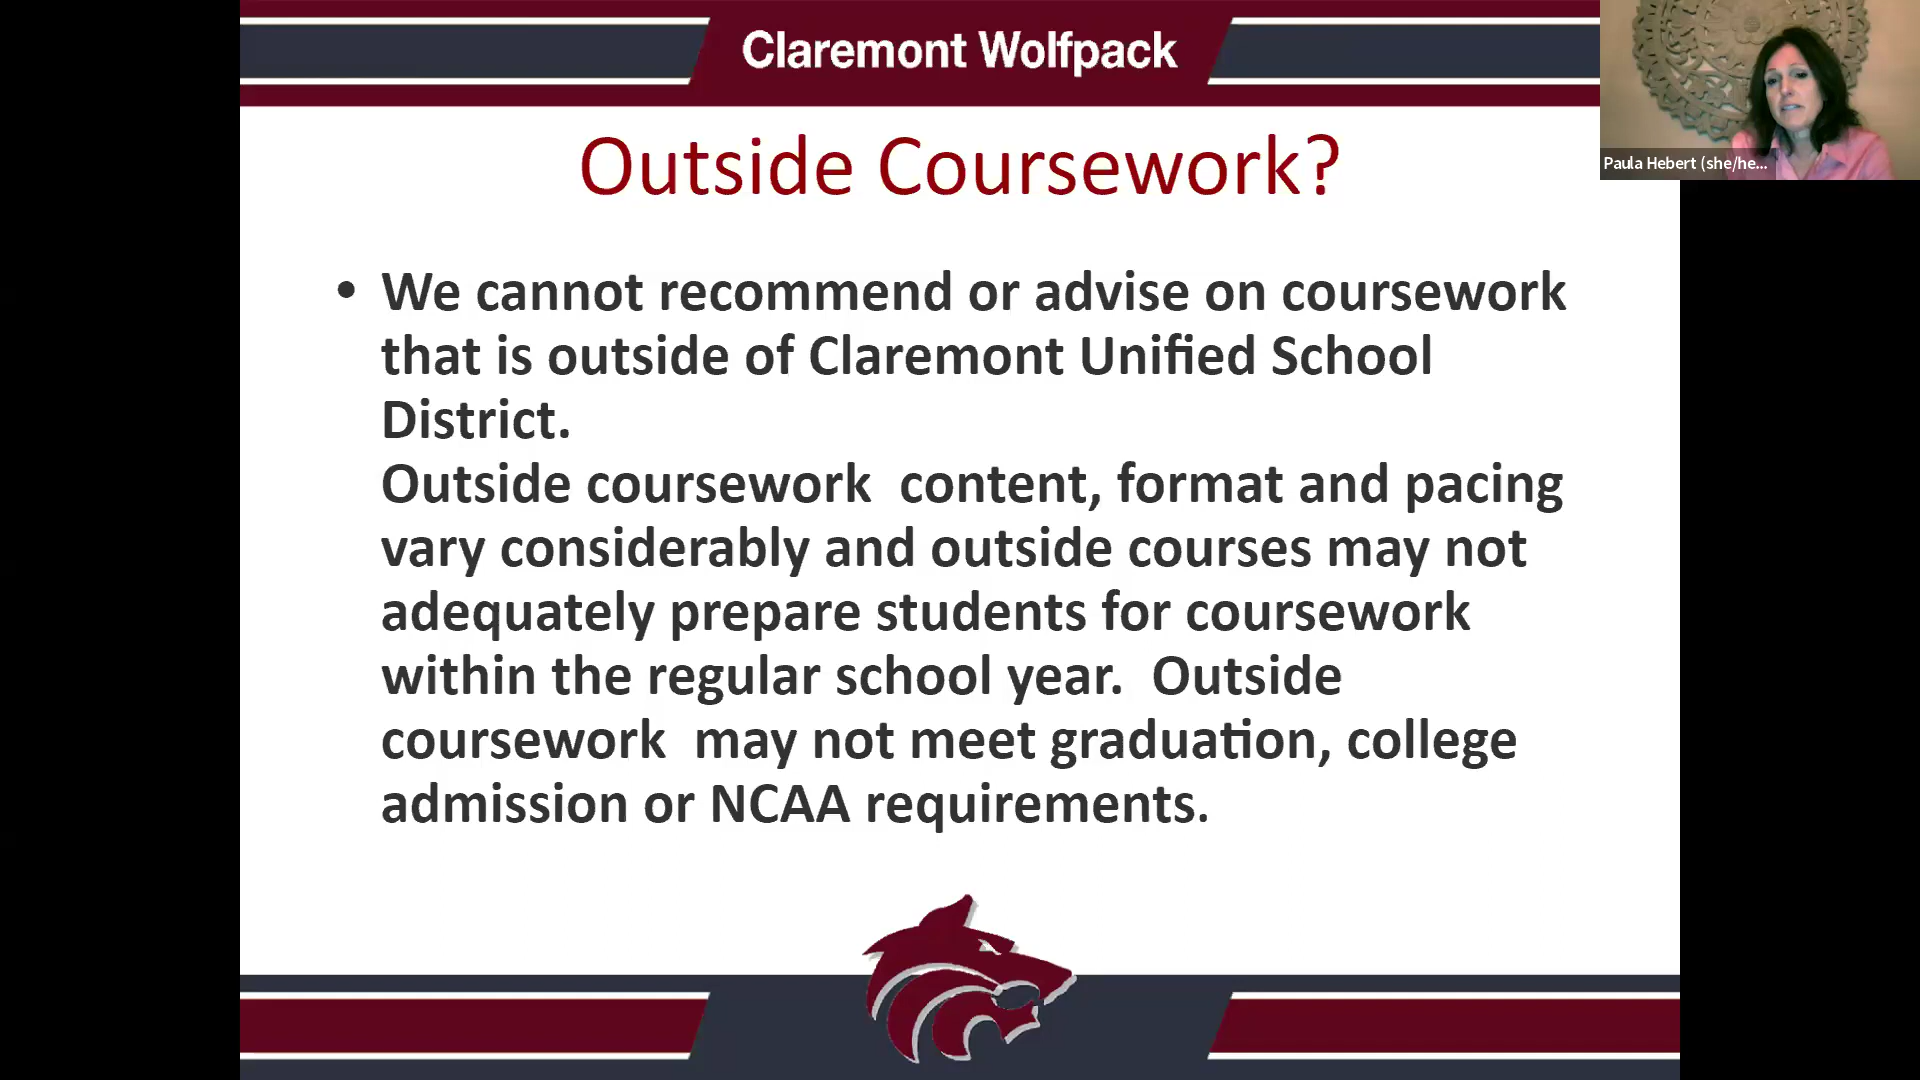 Claremont Wolfpack
Outside Coursework?
• We cannot recommend or advise on coursework
that is outside of Claremont Unified School
District.
Outside coursework  content, format and pacing
vary considerably and outside courses may not
adequately prepare students for coursework
within the regular school year.  Outside
coursework  may not meet graduation, college
admission or NCAA requirements.
Paula Hebert (she/he...